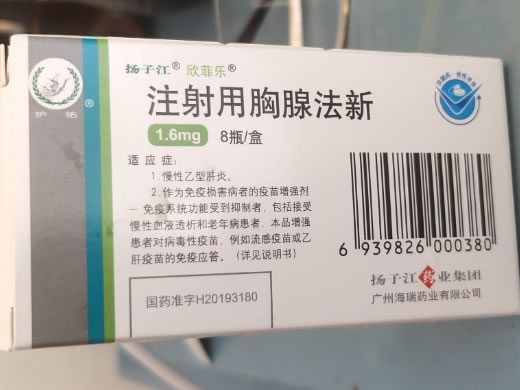 扬子江® 欣菲乐®
注射用胸腺法新
1.6mg 8瓶/盒
护佑®
适应症:
1.慢性乙型肝炎。
2.作为免疫损害病者的疫苗增强剂
—免疫系统功能受到抑制者,包括接受
慢性血液透析和老年病患者,本品增强
患者对病毒性疫苗,例如流感疫苗或乙
肝疫苗的免疫应答。(详见说明书)
国药准字H20193180
6 939826 000380
扬子江药业集团
广州海瑞药业有限公司